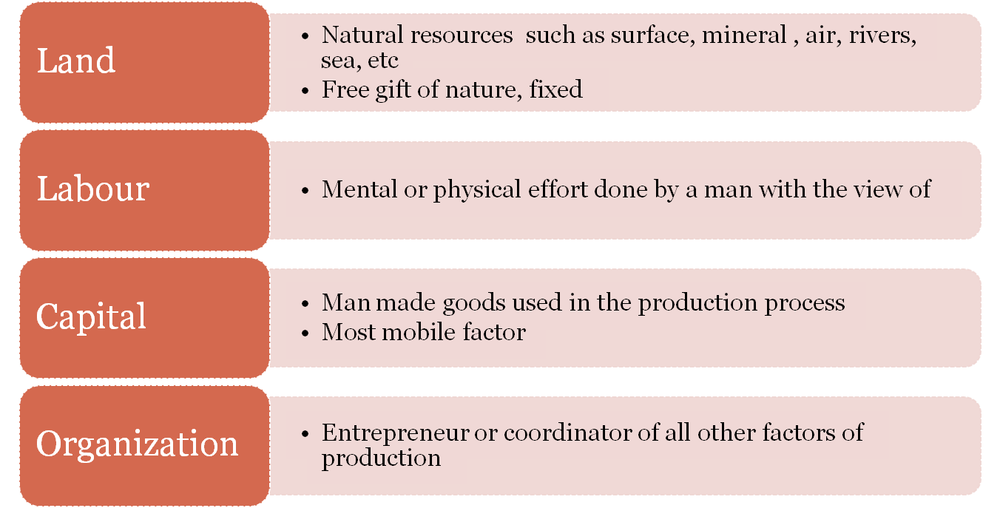 Land
• Natural resources  such as surface, mineral , air, rivers,
sea, etc
• Free gift of nature, fixed
Labour
• Mental or physical effort done by a man with the view of
Capital
• Man made goods used in the production process
• Most mobile factor
Organization
• Entrepreneur or coordinator of all other factors of
production